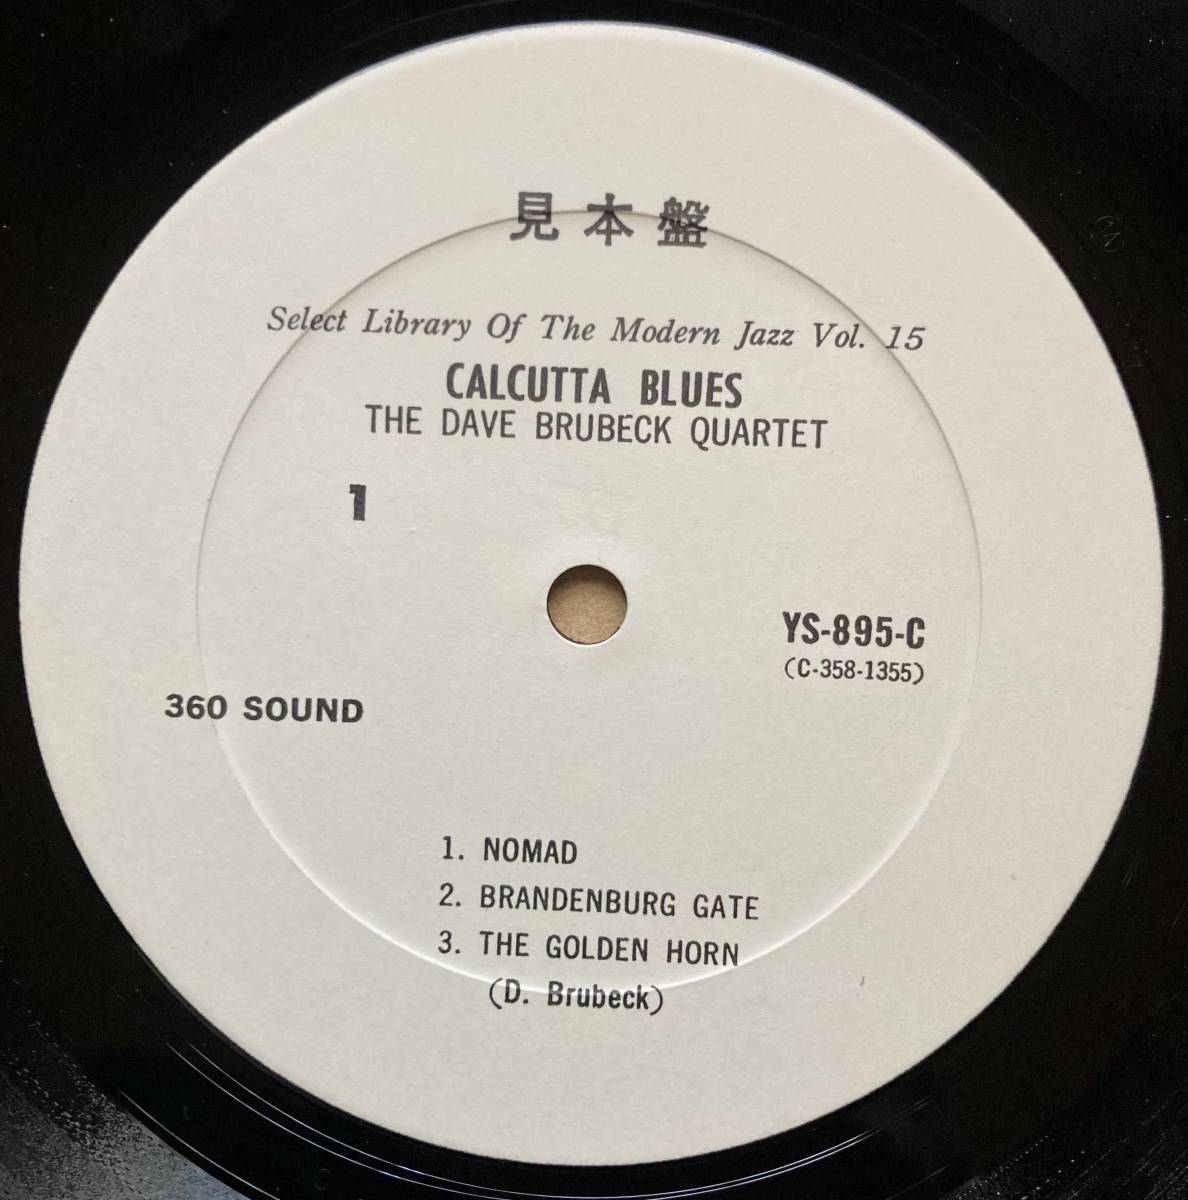 見本盤
Select Library Of The Modern Jazz Vol. 15
CALCUTTA BLUES
THE DAVE BRUBECK QUARTET
1
YS-895-C
(C-358-1355)
360 SOUND
1. NOMAD
2. BRANDENBURG GATE
3. THE GOLDEN HORN
(D. Brubeck)